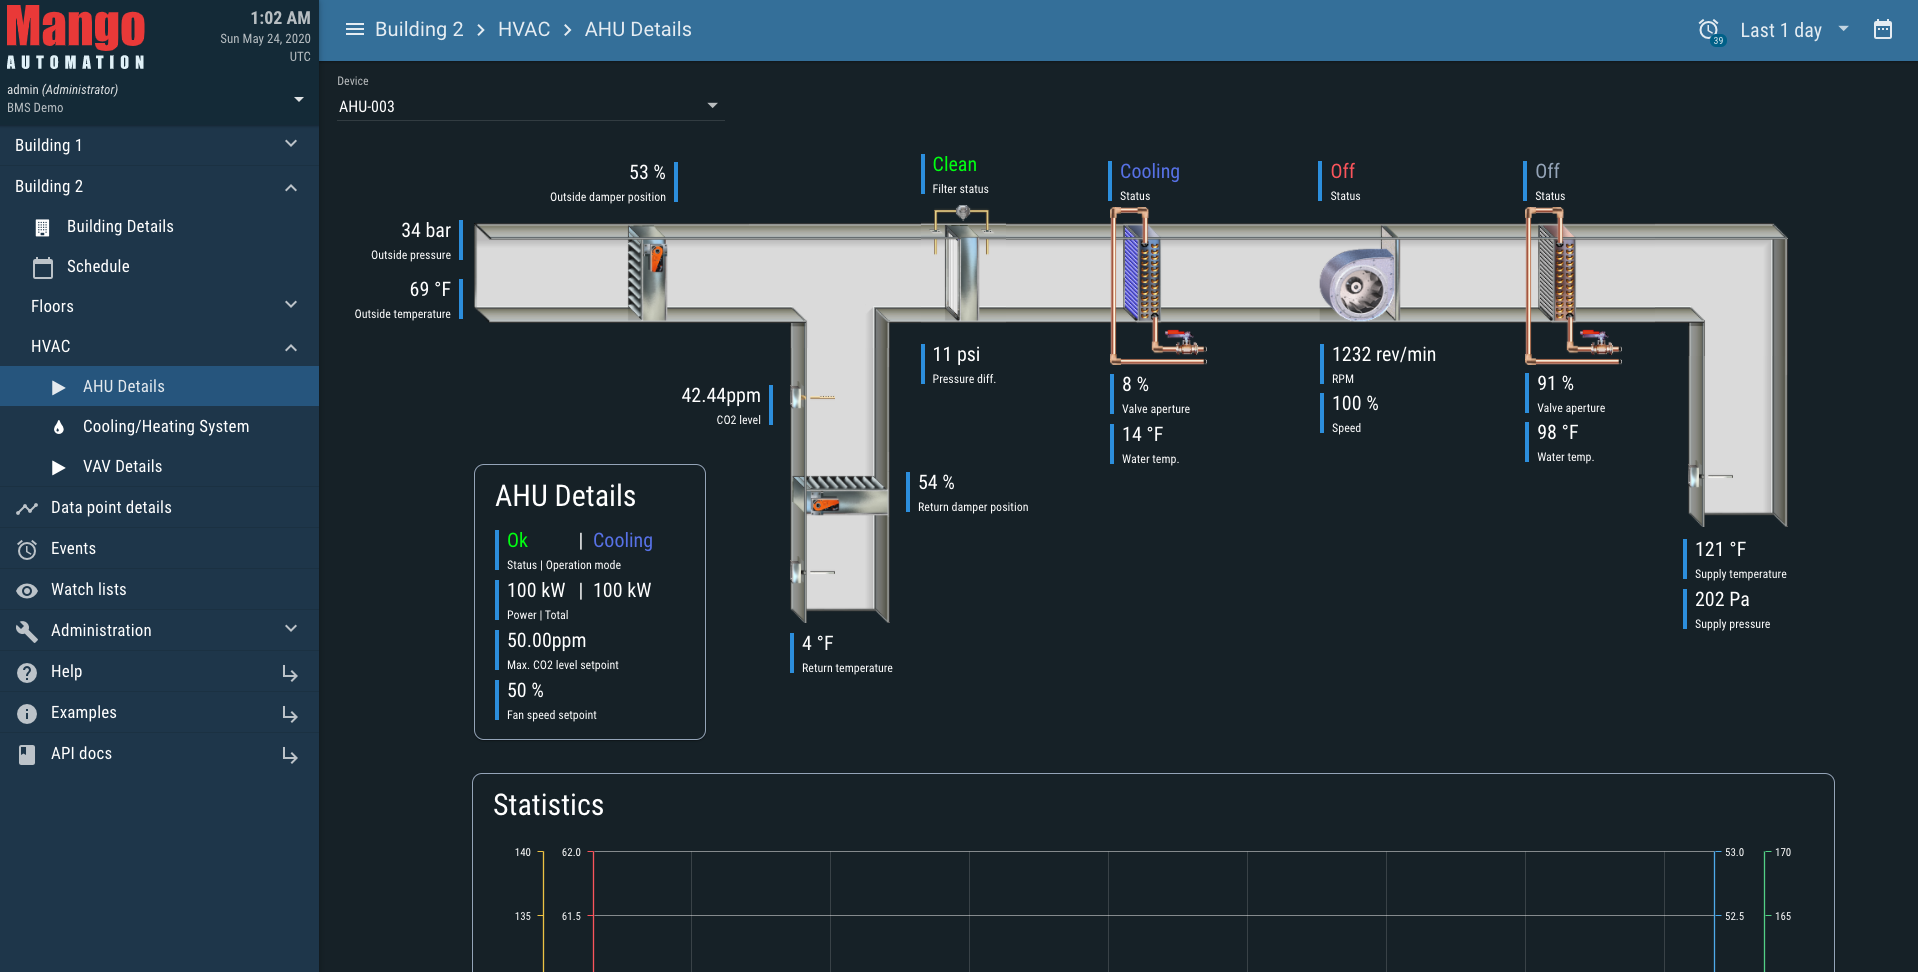 Mango
AUTOMATION
1:02 AM
Sun May 24, 2020
UTC
admin (Administrator)
BMS Demo
Building 1
Building 2
Building Details
Schedule
Floors
HVAC
AHU Details
Cooling/Heating System
VAV Details
Data point details
Events
Watch lists
Administration
Help
Examples
API docs
Building 2 > HVAC > AHU Details
39
Last 1 day
Device
AHU-003
53 %
Outside damper position
Clean
Filter status
Cooling
Status
Off
Status
Off
Status
34 bar
Outside pressure
69 °F
Outside temperature
42.44ppm
CO2 level
11 psi
Pressure diff.
8 %
Valve aperture
14 °F
Water temp.
1232 rev/min
RPM
100 %
Speed
91 %
Valve aperture
98 °F
Water temp.
54 %
Return damper position
4 °F
Return temperature
121 °F
Supply temperature
202 Pa
Supply pressure
AHU Details
Ok | Cooling
Status | Operation mode
100 kW | 100 kW
Power | Total
50.00ppm
Max. CO2 level setpoint
50 %
Fan speed setpoint
Statistics
140 62.0 53.0 170
135 61.5 52.5 165